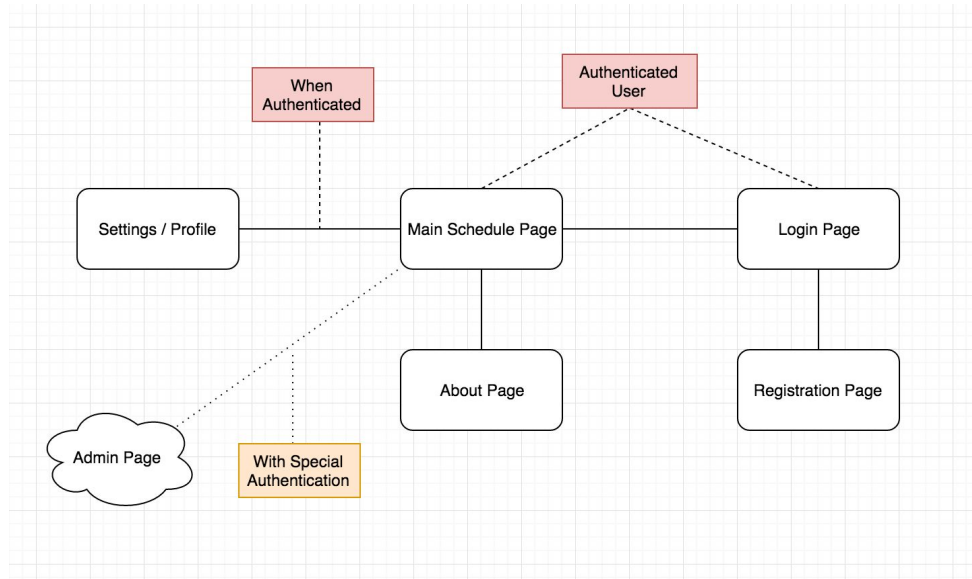 When
Authenticated
Authenticated
User
Settings / Profile
Main Schedule Page
Login Page
About Page
Registration Page
Admin Page
With Special
Authentication